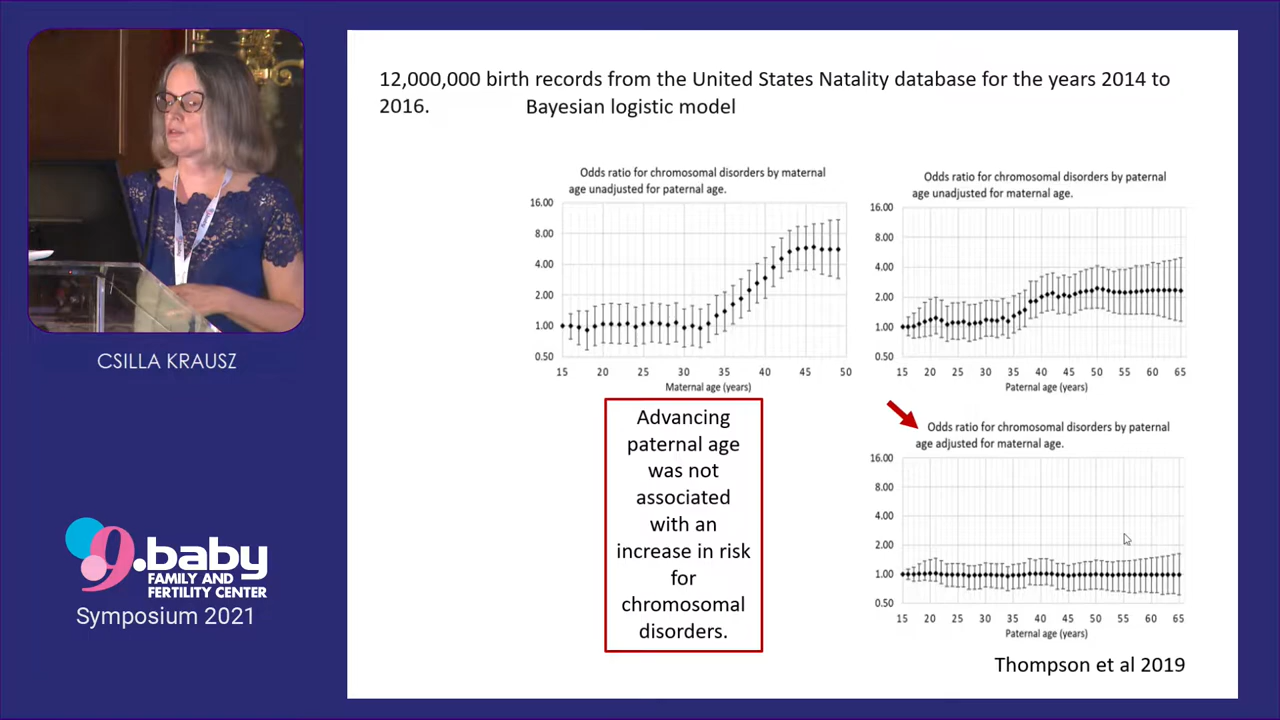 12,000,000 birth records from the United States Natality database for the years 2014 to
2016. Bayesian logistic model
Odds ratio for chromosomal disorders by maternal
age unadjusted for paternal age.
16.00
8.00
4.00
2.00
1.00
0.50
15 20 25 30 35 40 45 50
Maternal age (years)
Odds ratio for chromosomal disorders by paternal
age unadjusted for maternal age.
16.00
8.00
4.00
2.00
1.00
0.50
15 20 25 30 35 40 45 50 55 60 65
Paternal age (years)
Advancing
paternal age
was not
associated
with an
increase in risk
for
chromosomal
disorders.
Odds ratio for chromosomal disorders by paternal
age adjusted for maternal age.
16.00
8.00
4.00
2.00
1.00
0.50
15 20 25 30 35 40 45 50 55 60 65
Paternal age (years)
Thompson et al 2019
CSILLA KRAUSZ
9.baby
FAMILY AND
FERTILITY CENTER
Symposium 2021